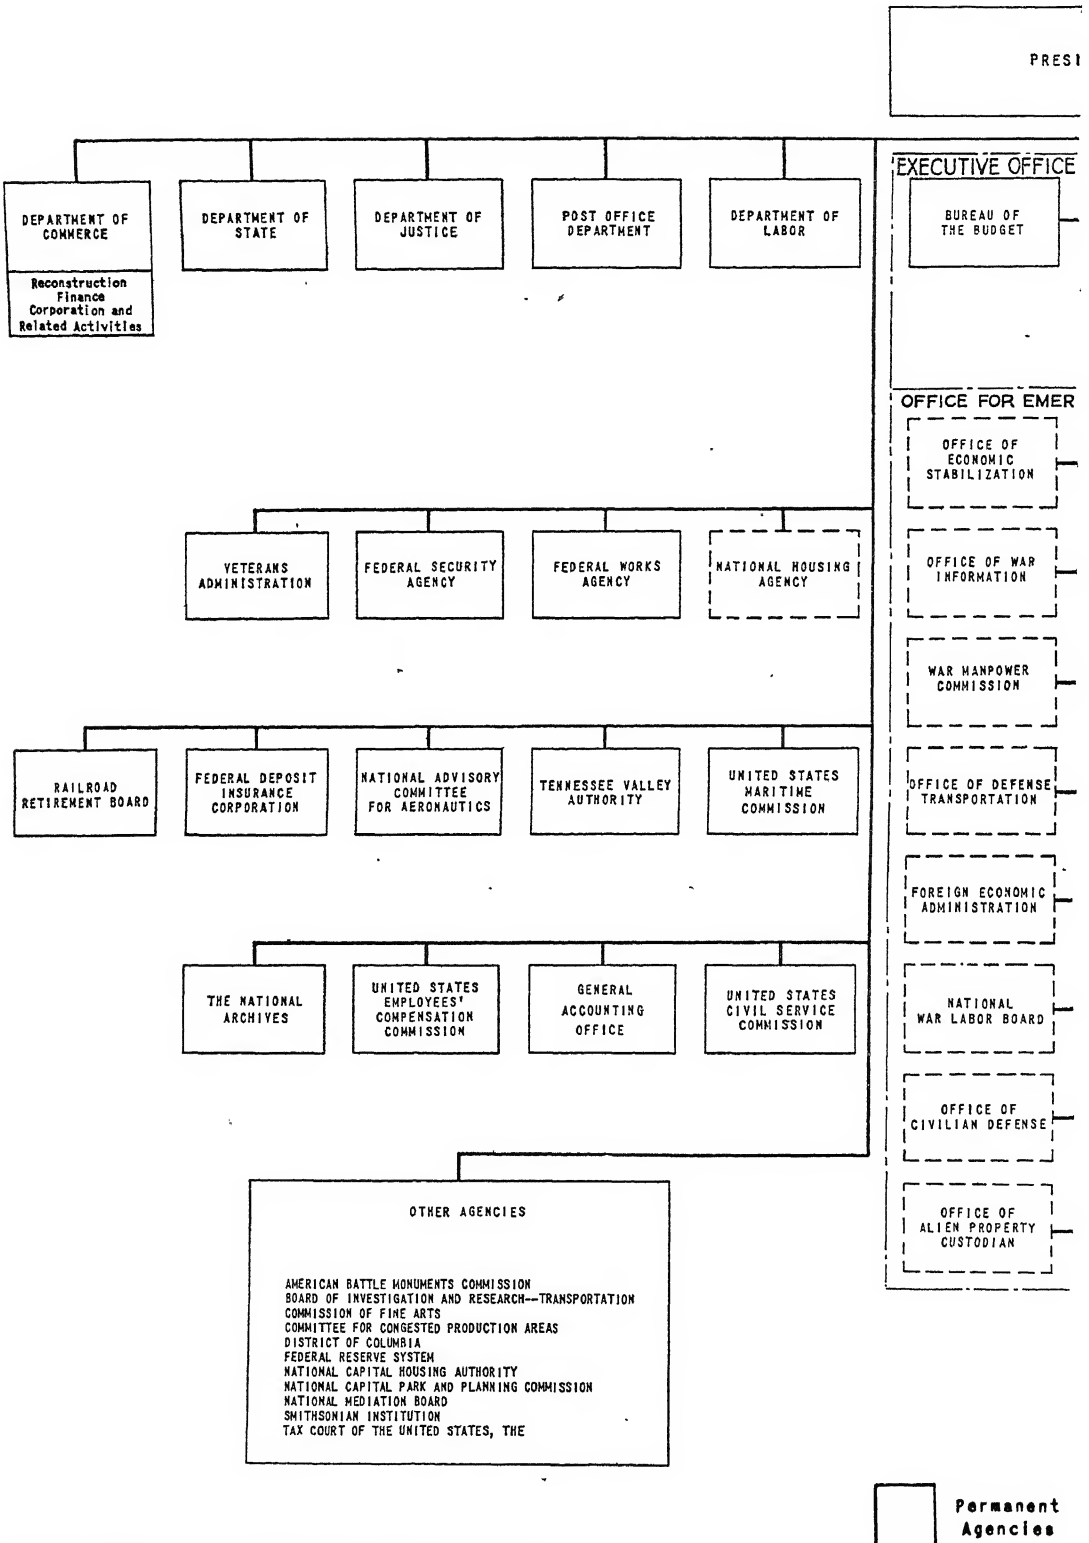 PRESI
EXECUTIVE OFFICE
DEPARTMENT OF
COMMERCE
Reconstruction
Finance
Corporation and
Related Activities
DEPARTMENT OF
STATE
DEPARTMENT OF
JUSTICE
POST OFFICE
DEPARTMENT
DEPARTMENT OF
LABOR
BUREAU OF
THE BUDGET
OFFICE FOR EMER
OFFICE OF
ECONOMIC
STABILIZATION
VETERANS
ADMINISTRATION
FEDERAL SECURITY
AGENCY
FEDERAL WORKS
AGENCY
NATIONAL HOUSING
AGENCY
OFFICE OF WAR
INFORMATION
WAR MANPOWER
COMMISSION
RAILROAD
RETIREMENT BOARD
FEDERAL DEPOSIT
INSURANCE
CORPORATION
NATIONAL ADVISORY
COMMITTEE
FOR AERONAUTICS
TENNESSEE VALLEY
AUTHORITY
UNITED STATES
MARITIME
COMMISSION
OFFICE OF DEFENSE
TRANSPORTATION
FOREIGN ECONOMIC
ADMINISTRATION
THE NATIONAL
ARCHIVES
UNITED STATES
EMPLOYEES'
COMPENSATION
COMMISSION
GENERAL
ACCOUNTING
OFFICE
UNITED STATES
CIVIL SERVICE
COMMISSION
NATIONAL
WAR LABOR BOARD
OFFICE OF
CIVILIAN DEFENSE
OFFICE OF
ALIEN PROPERTY
CUSTODIAN
OTHER AGENCIES
AMERICAN BATTLE MONUMENTS COMMISSION
BOARD OF INVESTIGATION AND RESEARCH--TRANSPORTATION
COMMISSION OF FINE ARTS
COMMITTEE FOR CONGESTED PRODUCTION AREAS
DISTRICT OF COLUMBIA
FEDERAL RESERVE SYSTEM
NATIONAL CAPITAL HOUSING AUTHORITY
NATIONAL CAPITAL PARK AND PLANNING COMMISSION
NATIONAL MEDIATION BOARD
SMITHSONIAN INSTITUTION
TAX COURT OF THE UNITED STATES, THE
Permanent
Agencies